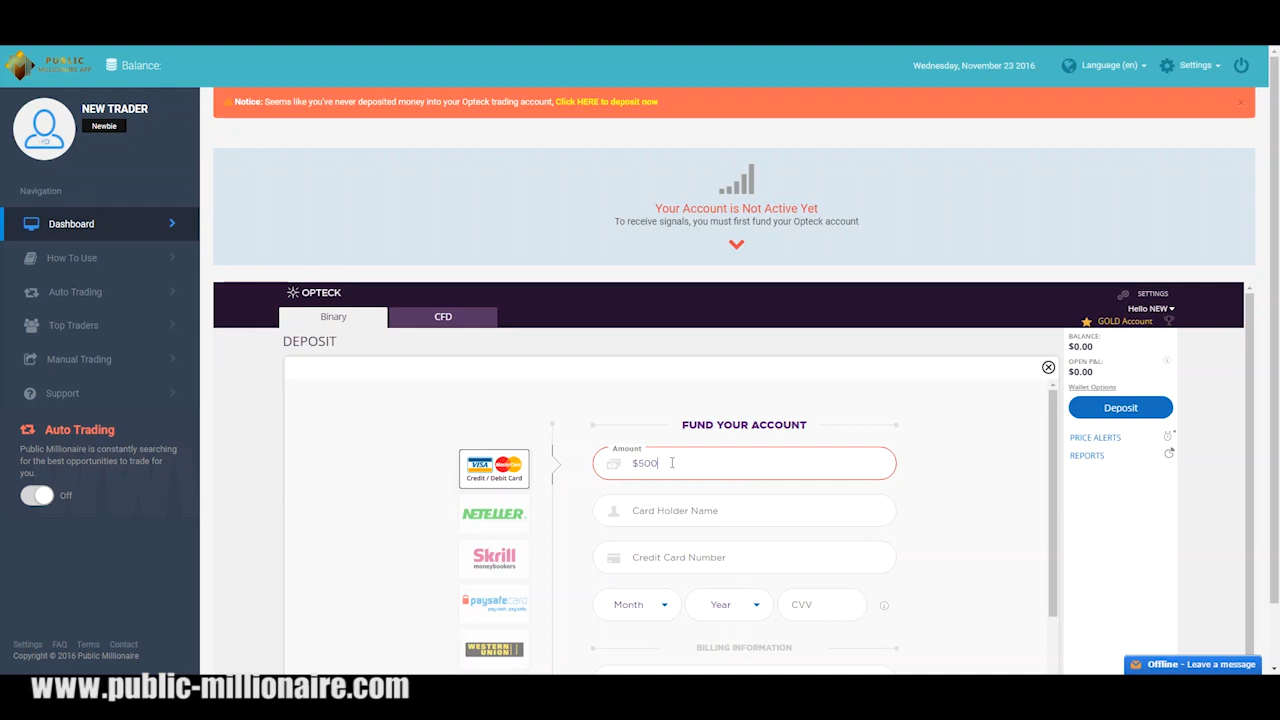 PUBLIC
MILLIONAIRE APP
Balance:
Wednesday, November 23 2016
Language (en)
Settings
NEW TRADER
Newbie
Notice: Seems like you've never deposited money into your Opteck trading account, Click HERE to deposit now
×
Navigation
Dashboard
How To Use
Auto Trading
Top Traders
Manual Trading
Support
Auto Trading
Public Millionaire is constantly searching
for the best opportunities to trade for
you.
Off
Your Account is Not Active Yet
To receive signals, you must first fund your Opteck account
OPTECK
SETTINGS
Hello NEW
GOLD Account
Binary
CFD
DEPOSIT
BALANCE:
$0.00
OPEN P&L:
$0.00
Wallet Options
Deposit
PRICE ALERTS
REPORTS
FUND YOUR ACCOUNT
VISA MasterCard
Credit / Debit Card
NETELLER
Skrill
moneybookers
paysafecard
pay cash. pay safe.
WESTERN
UNION
Amount
$500
Card Holder Name
Credit Card Number
Month
Year
CVV
BILLING INFORMATION
Settings FAQ Terms Contact
Copyright © 2016 Public Millionaire
Offline - Leave a message
www.public-millionaire.com